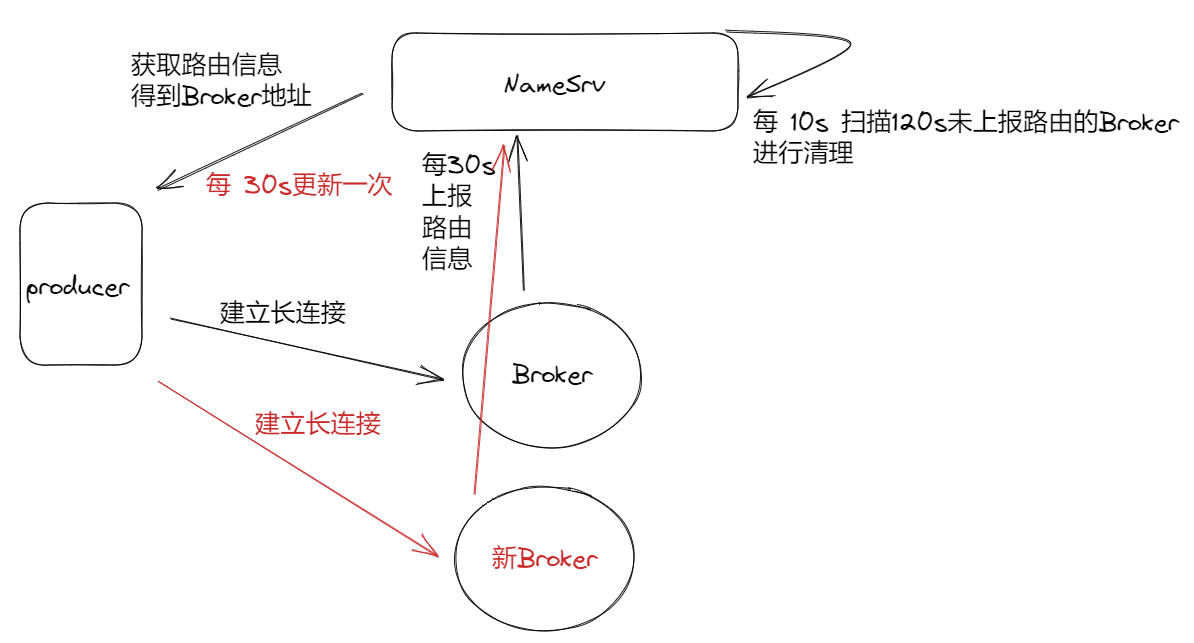 获取路由信息
得到Broker地址
NameSrv
每 10s 扫描120s未上报路由的Broker
进行清理
每 30s更新一次
每30s
上报
路由
信息
producer
建立长连接
Broker
建立长连接
新Broker